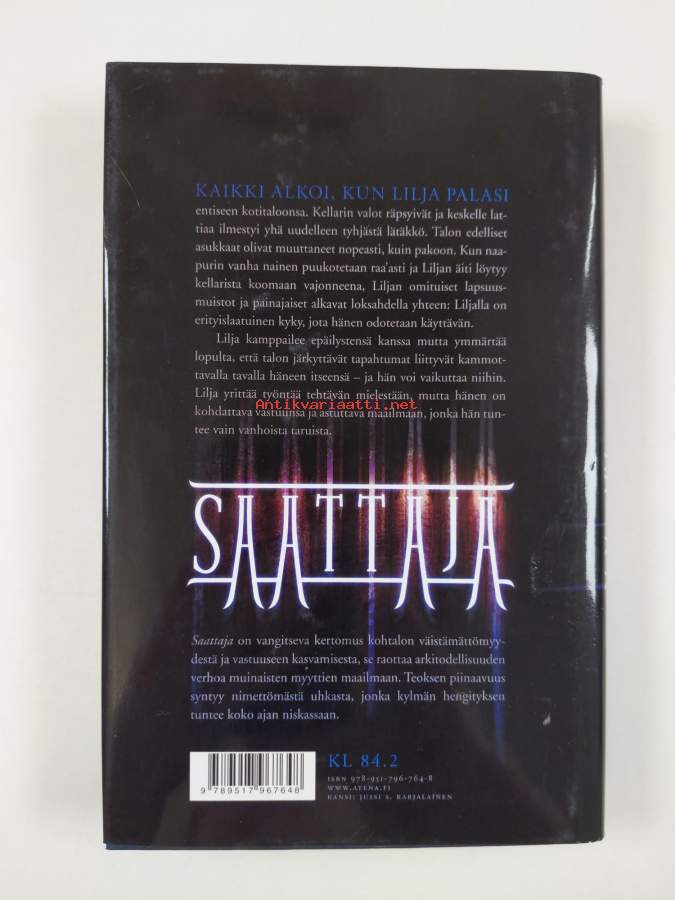 KAIKKI ALKOI, KUN LILJA PALASI
entiseen kotitaloonsa. Kellarin valot räpsyivät ja keskelle lat-
tiaa ilmestyi yhä uudelleen tyhjästä lätäkkö. Talon edelliset
asukkaat olivat muuttaneet nopeasti, kuin pakoon. Kun naa-
purin vanha nainen puukotetaan raa'asti ja Liljan äiti löytyy
kellarista koomaan vajonneena, Liljan omituiset lapsuus-
muistot ja painajaiset alkavat loksahdella yhteen: Liljalla on
erityislaatuinen kyky, jota hänen odotetaan käyttävän.
Lilja kamppailee epäilystensä kanssa mutta ymmärtää
lopulta, että talon järkyttävät tapahtumat liittyvät kammot-
tavalla tavalla häneen itseensä – ja hän voi vaikuttaa niihin.
Lilja yrittää työntää tehtävän mielestään, mutta hänen on
Antikvariaatti.net
kohdattava vastuunsa ja astuttava maailmaan, jonka hän tun-
tee vain vanhoista taruista.
SAATTAJA
Saattaja on vangitseva kertomus kohtalon väistämättömyy-
destä ja vastuuseen kasvamisesta, se raottaa arkitodellisuuden
verhoa muinaisten myyttien maailmaan. Teoksen piinaavuus
syntyy nimettömästä uhkasta, jonka kylmän hengityksen
tuntee koko ajan niskassaan.
KL 84.2
ISBN 978-951-796-764-8
WWW.ATENA.FI
KANSI: JUSSI S. KARJALAINEN
9 789517 967648